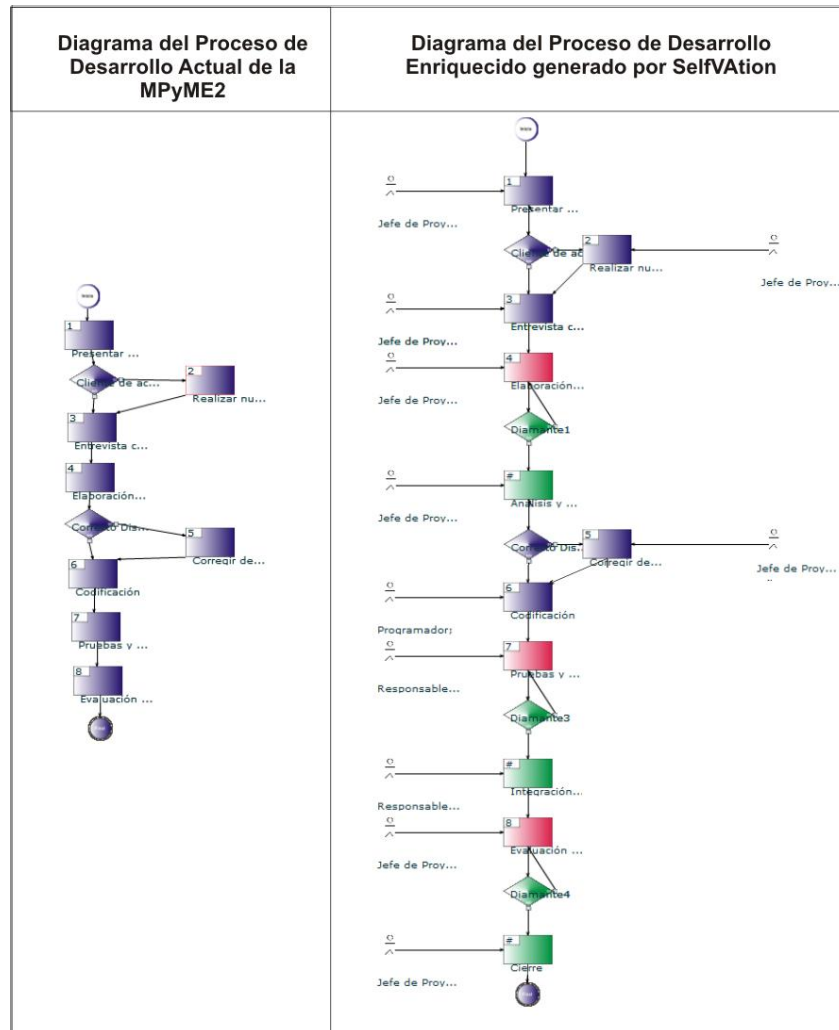 Diagrama del Proceso de
Desarrollo Actual de la
MPyME2
Diagrama del Proceso de Desarrollo
Enriquecido generado por SelfVAtion
1
Presentar ...
Cliente de ac...
2
Realizar nu...
3
Entrevista c...
4
Elaboración...
Correcto Dis...
5
Corregir de...
6
Codificación
7
Pruebas y ...
8
Evaluación ...
1
Presentar ...
Jefe de Proy...
Cliente de ac
2
Realizar nu...
Jefe de Proy...
3
Entrevista c...
Jefe de Proy...
4
Elaboración...
Jefe de Proy...
Diamante1
#
Análisis y ...
Jefe de Proy...
Correcto Dis...
5
Corregir de...
Jefe de Proy...
6
Codificación
Programador;
7
Pruebas y ...
Responsable...
Diamante3
#
Integración...
Responsable...
8
Evaluación ...
Jefe de Proy...
Diamante4
#
Cierre
Jefe de Proy...